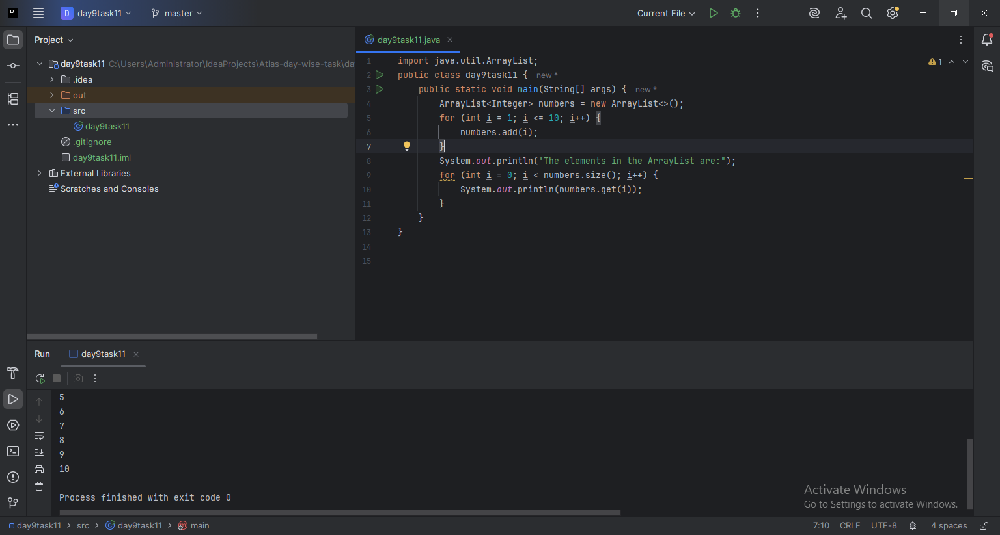 D day9task11 master Current File
Project
day9task11 C:\Users\Administrator\IdeaProjects\Atlas-day-wise-task\day
.idea
out
src
day9task11
.gitignore
day9task11.iml
External Libraries
Scratches and Consoles
day9task11.java
1 import java.util.ArrayList;
2 public class day9task11 { new *
3 public static void main(String[] args) { new *
4 ArrayList<Integer> numbers = new ArrayList<>();
5 for (int i = 1; i <= 10; i++) {
6 numbers.add(i);
7 }
8 System.out.println("The elements in the ArrayList are:");
9 for (int i = 0; i < numbers.size(); i++) {
10 System.out.println(numbers.get(i));
11 }
12 }
13 }
14
15
1
Run day9task11
5
6
7
8
9
10
Process finished with exit code 0
Activate Windows
Go to Settings to activate Windows.
day9task11 > src > day9task11 > main 7:10 CRLF UTF-8 4 spaces